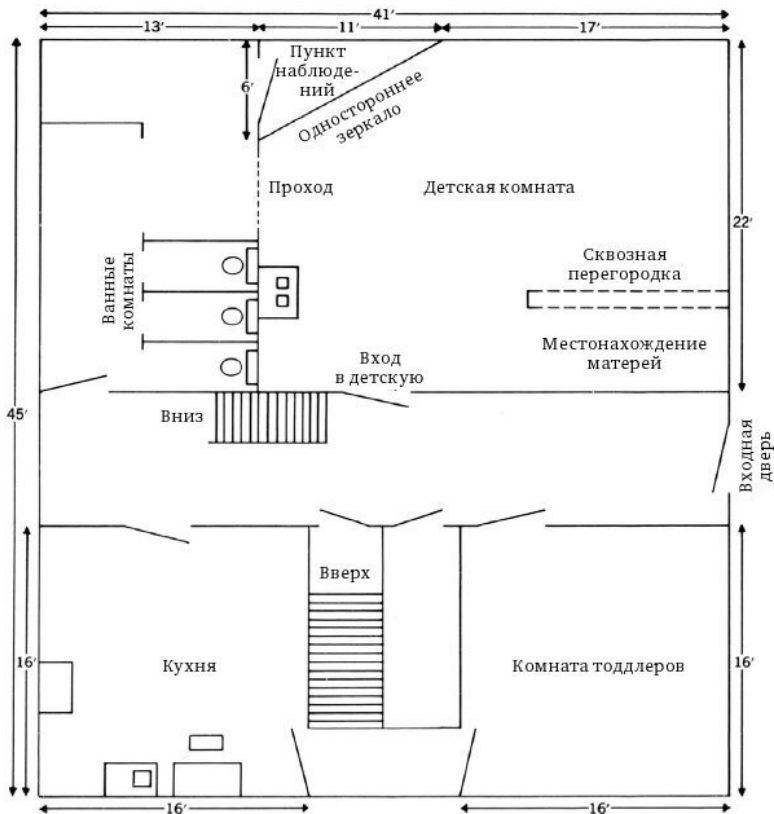 41′
13′
11′
17′
Пункт
наблюде-
ний
6′
Одностороннее
зеркало
Проход
Детская комната
22′
Ванные
комнаты
Сквозная
перегородка
Местонахождение
матерей
Вход
в детскую
45′
Вниз
Входная
дверь
Вверх
16′
Кухня
Комната тоддлеров
16′
16′
16′